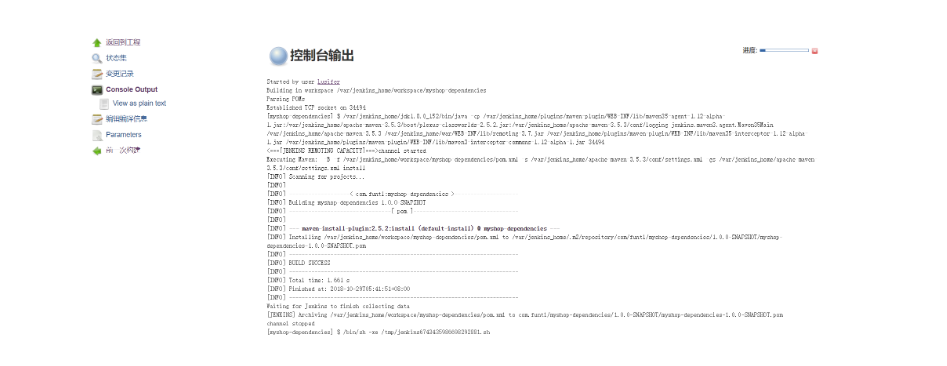 返回到工程
状态集
变更记录
Console Output
View as plain text
编辑编译信息
Parameters
前一次构建
控制台输出
进度:
Started by user Lusifer
Building in workspace /var/jenkins_home/workspace/myshop-dependencies
Parsing POMs
Established TCP socket on 34494
[myshop-dependencies] $ /var/jenkins_home/jdk1.8.0_152/bin/java -cp /var/jenkins_home/plugins/maven-plugin/WEB-INF/lib/maven35-agent-1.12-alpha-
1.jar:/var/jenkins_home/apache-maven-3.5.3/boot/plexus-classworlds-2.5.2.jar:/var/jenkins_home/apache-maven-3.5.3/conf/logging jenkins.maven3.agent.Maven35Main
/var/jenkins_home/apache-maven-3.5.3 /var/jenkins_home/war/WEB-INF/lib/remoting-3.7.jar /var/jenkins_home/plugins/maven-plugin/WEB-INF/lib/maven35-interceptor-1.12-alpha-
1.jar /var/jenkins_home/plugins/maven-plugin/WEB-INF/lib/maven3-interceptor-commons-1.12-alpha-1.jar 34494
<===[JENKINS REMOTING CAPACITY]===>channel started
Executing Maven: -B -f /var/jenkins_home/workspace/myshop-dependencies/pom.xml -s /var/jenkins_home/apache-maven-3.5.3/conf/settings.xml -gs /var/jenkins_home/apache-maven-
3.5.3/conf/settings.xml install
[INFO] Scanning for projects...
[INFO]
[INFO] ---------------------< com.funtl:myshop-dependencies >---------------------
[INFO] Building myshop-dependencies 1.0.0-SNAPSHOT
[INFO] --------------------------------[ pom ]---------------------------------
[INFO]
[INFO] --- maven-install-plugin:2.5.2:install (default-install) @ myshop-dependencies ---
[INFO] Installing /var/jenkins_home/workspace/myshop-dependencies/pom.xml to /var/jenkins_home/.m2/repository/com/funtl/myshop-dependencies/1.0.0-SNAPSHOT/myshop-
dependencies-1.0.0-SNAPSHOT.pom
[INFO] ------------------------------------------------------------------------
[INFO] BUILD SUCCESS
[INFO] ------------------------------------------------------------------------
[INFO] Total time: 1.661 s
[INFO] Finished at: 2018-10-29T05:41:51+08:00
[INFO] ------------------------------------------------------------------------
Waiting for Jenkins to finish collecting data
[JENKINS] Archiving /var/jenkins_home/workspace/myshop-dependencies/pom.xml to com.funtl/myshop-dependencies/1.0.0-SNAPSHOT/myshop-dependencies-1.0.0-SNAPSHOT.pom
channel stopped
[myshop-dependencies] $ /bin/sh -xe